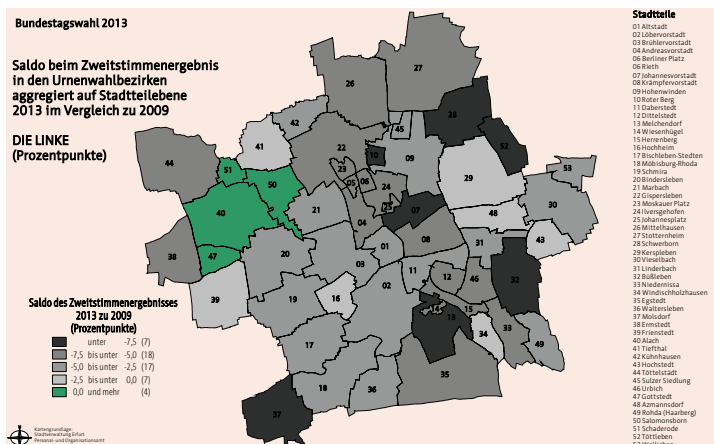 Bundestagswahl 2013
Saldo beim Zweitstimmenergebnis
in den Urnenwahlbezirken
aggregiert auf Stadtteilebene
2013 im Vergleich zu 2009
DIE LINKE
(Prozentpunkte)
27
26
28
42
45
41
22
52
10
09
44
23
53
51
05
06
29
50
24
25
30
40
21
07
48
04
08
43
01
31
38
47
20
03
11
12
46
32
02
39
19
16
14
15
13
34
33
49
17
35
18
36
37
Saldo des Zweitstimmenergebnisses
2013 zu 2009
(Prozentpunkte)
unter -7,5 (7)
-7,5 bis unter -5,0 (18)
-5,0 bis unter -2,5 (17)
-2,5 bis unter 0,0 (7)
0,0 und mehr (4)
Kartengrundlage:
Stadtverwaltung Erfurt
Personal- und Organisationsamt
Stadtteile
01 Altstadt
02 Löbervorstadt
03 Brühlervorstadt
04 Andreasvorstadt
06 Berliner Platz
06 Rieth
07 Johannesvorstadt
08 Krämpfervorstadt
09 Hohenwinden
10 Roter Berg
11 Daberstedt
12 Dittelstedt
13 Melchendorf
14 Wiesenhügel
15 Herrenberg
16 Hochheim
17 Bischleben-Stedten
18 Möbisburg-Rhoda
19 Schmira
20 Bindersleben
21 Marbach
22 Gispersleben
23 Moskauer Platz
24 Ilversgehofen
25 Johannesplatz
26 Mittelhausen
27 Stotternheim
28 Schwerborn
29 Kerspleben
30 Vieselbach
31 Linderbach
32 Büßleben
33 Niedernissa
34 Windischholzhausen
35 Egstedt
36 Waltersleben
37 Molsdorf
38 Ermstedt
39 Frienstedt
40 Alach
41 Tiefthal
42 Kühnhausen
43 Hochstedt
44 Töttelstädt
45 Sulzer Siedlung
46 Urbich
47 Gottstedt
48 Azmannsdorf
49 Rohda (Haarberg)
50 Salomonsborn
51 Schaderode
52 Töttleben